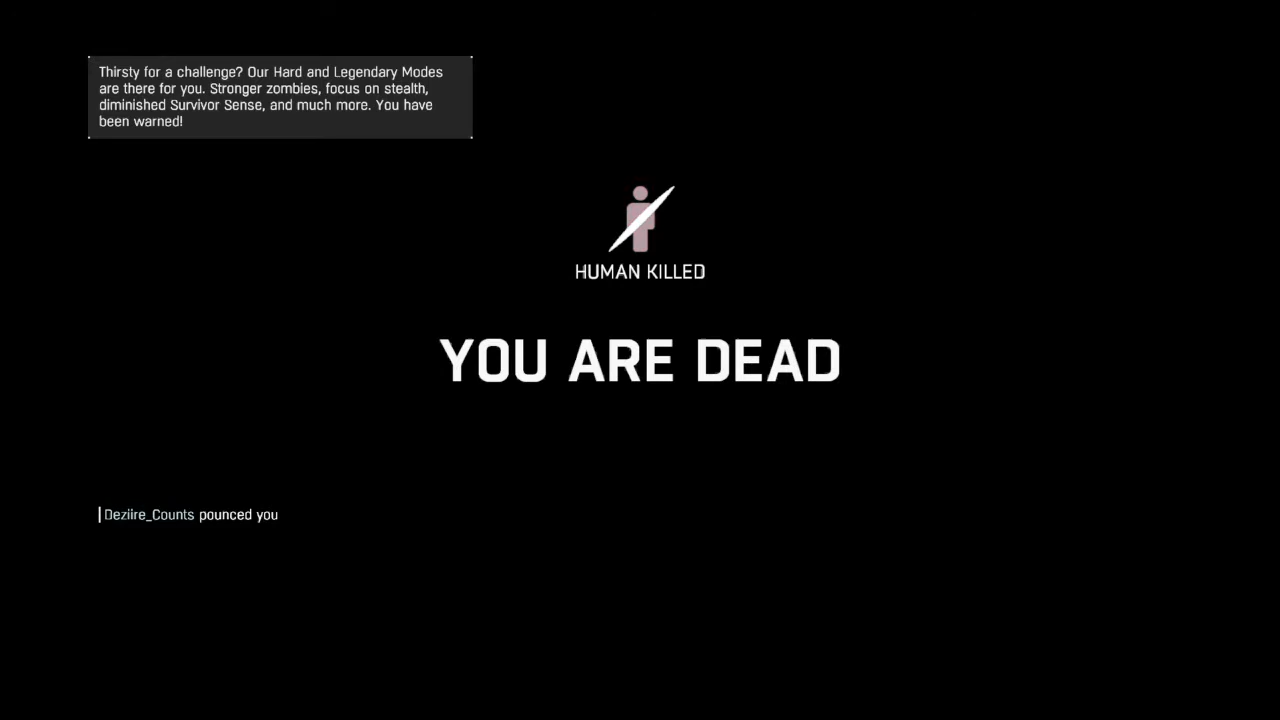 Thirsty for a challenge? Our Hard and Legendary Modes
are there for you. Stronger zombies, focus on stealth,
diminished Survivor Sense, and much more. You have
been warned!
HUMAN KILLED
YOU ARE DEAD
Deziire_Counts pounced you